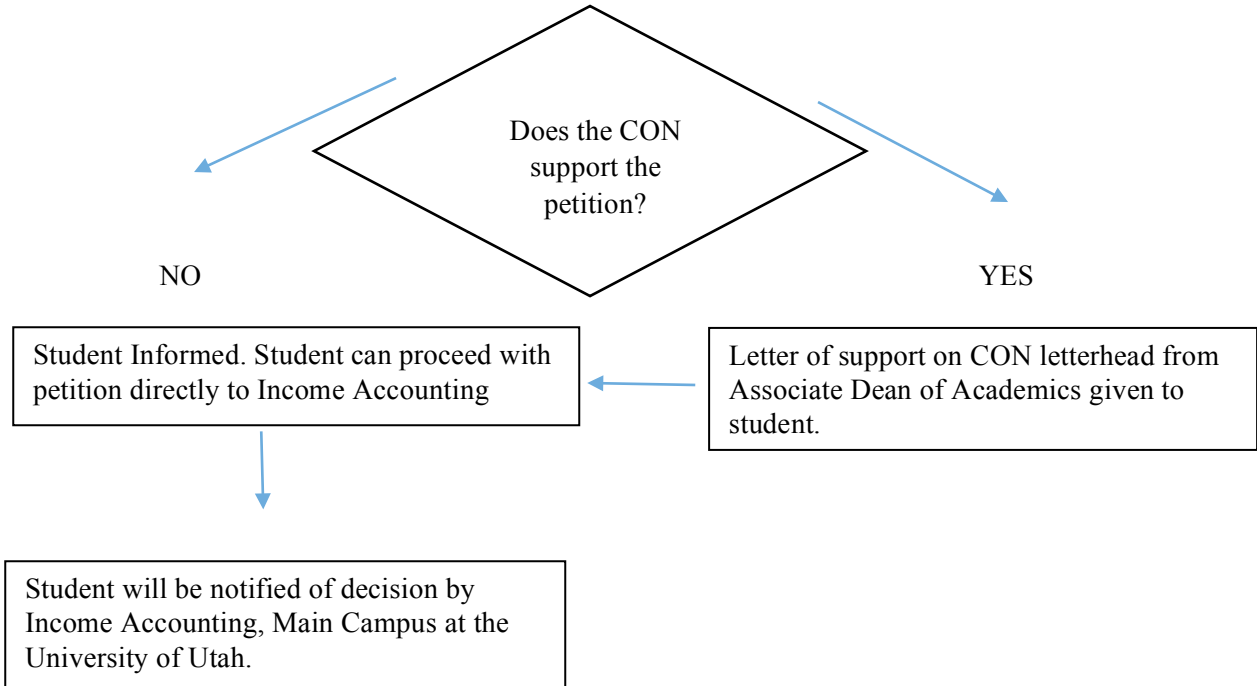 Does the CON
support the
petition?
NO
YES
Student Informed. Student can proceed with
petition directly to Income Accounting
Letter of support on CON letterhead from
Associate Dean of Academics given to
student.
Student will be notified of decision by
Income Accounting, Main Campus at the
University of Utah.